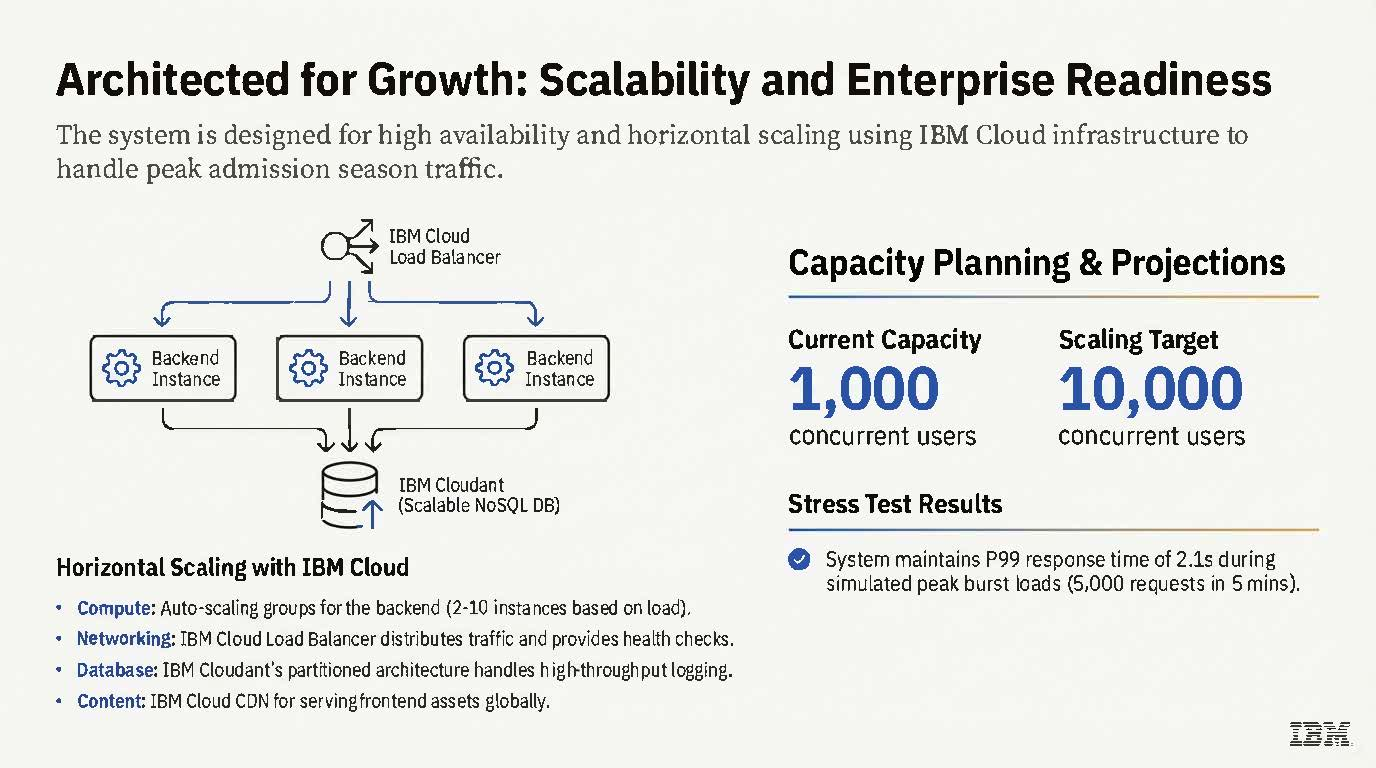 Architected for Growth: Scalability and Enterprise Readiness
The system is designed for high availability and horizontal scaling using IBM Cloud infrastructure to
handle peak admission season traffic.
IBM Cloud
Load Balancer
Backend
Instance
Backend
Instance
Backend
Instance
IBM Cloudant
(Scalable NoSQL DB)
Horizontal Scaling with IBM Cloud
• Compute: Auto-scaling groups for the backend (2-10 instances based on load).
• Networking: IBM Cloud Load Balancer distributes traffic and provides health checks.
• Database: IBM Cloudant's partitioned architecture handles high-throughput logging.
• Content: IBM Cloud CDN for serving frontend assets globally.
Capacity Planning & Projections
Current Capacity
1,000
concurrent users
Scaling Target
10,000
concurrent users
Stress Test Results
System maintains P99 response time of 2.1s during
simulated peak burst loads (5,000 requests in 5 mins).
IBM